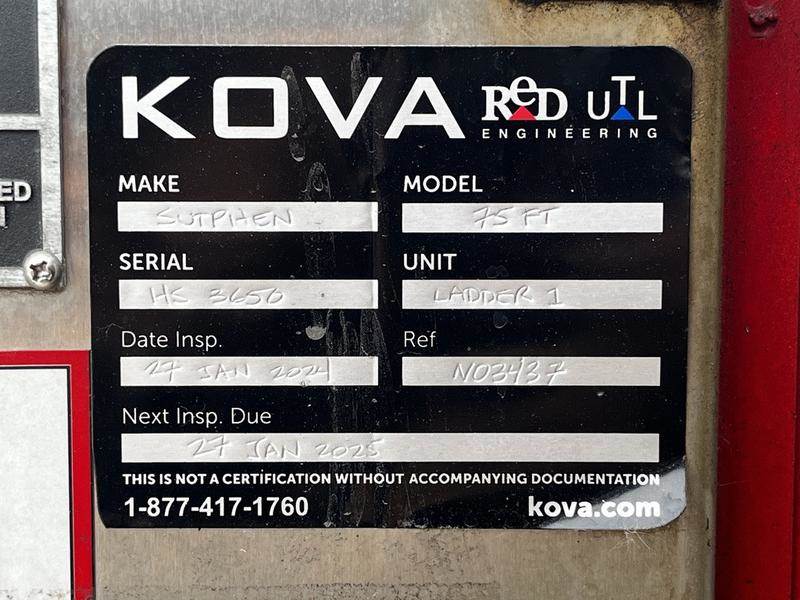 ED
KOVA ReD UTL
ENGINEERING
MAKE MODEL
SUTPHEN 75 FT
SERIAL UNIT
HS 3650 LADDER 1
Date Insp. Ref
27 JAN 2024 NO3437
Next Insp. Due
27 JAN 2025
THIS IS NOT A CERTIFICATION WITHOUT ACCOMPANYING DOCUMENTATION
1-877-417-1760 kova.com